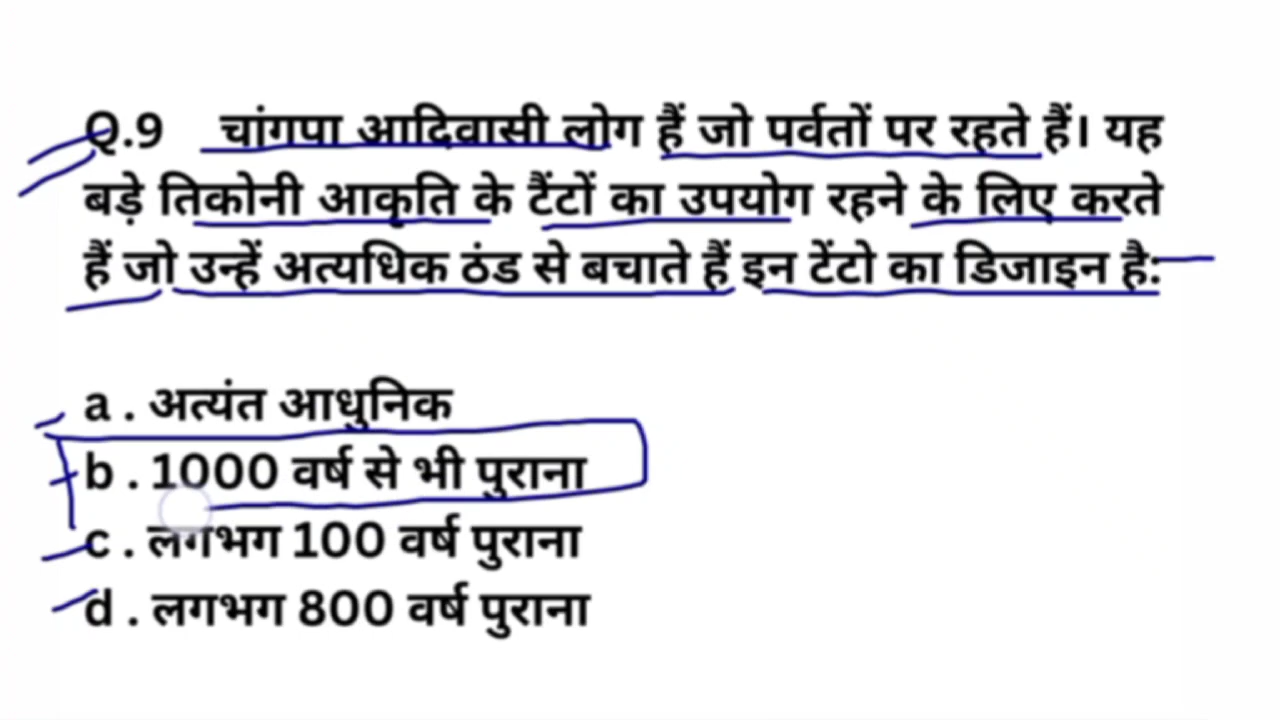 Q.9 चांगपा आदिवासी लोग हैं जो पर्वतों पर रहते हैं। यह
बड़े तिकोनी आकृति के टैंटों का उपयोग रहने के लिए करते
हैं जो उन्हें अत्यधिक ठंड से बचाते हैं इन टेंटो का डिजाइन है:
a . अत्यंत आधुनिक
b . 1000 वर्ष से भी पुराना
c . लगभग 100 वर्ष पुराना
d . लगभग 800 वर्ष पुराना